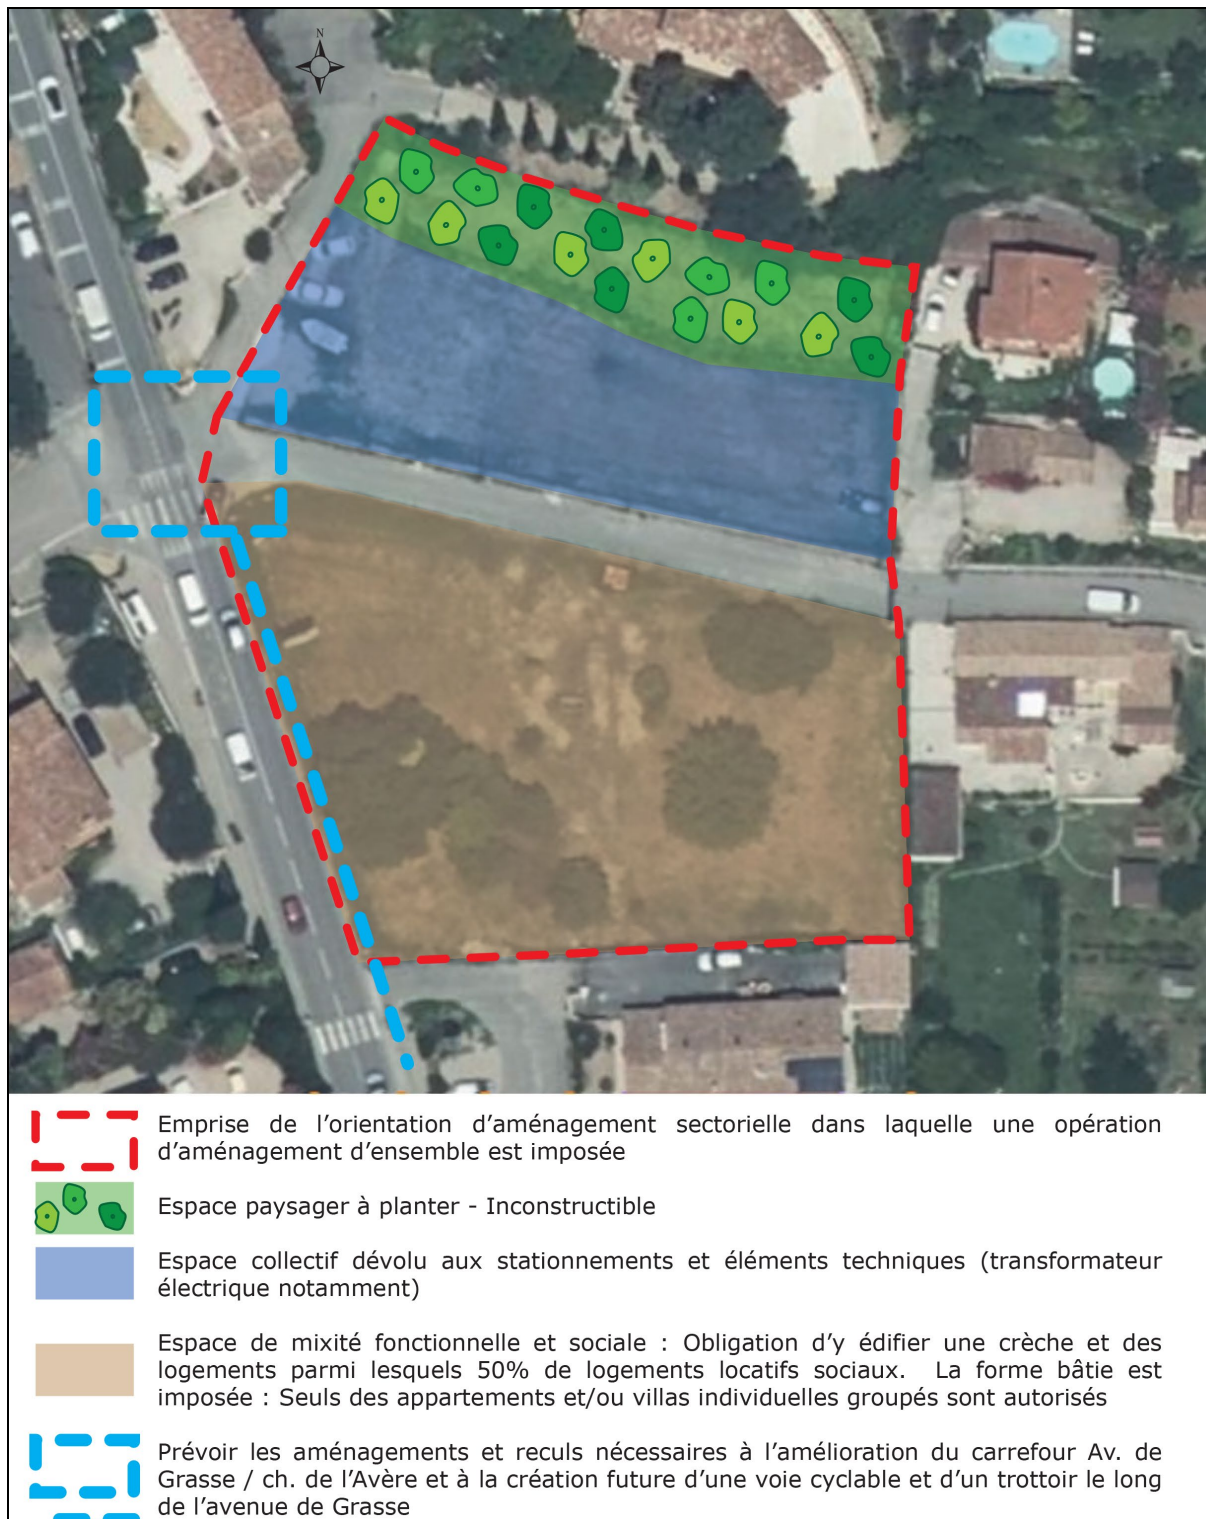 N
Emprise de l’orientation d’aménagement sectorielle dans laquelle une opération
d’aménagement d’ensemble est imposée
Espace paysager à planter - Inconstructible
Espace collectif dévolu aux stationnements et éléments techniques (transformateur
électrique notamment)
Espace de mixité fonctionnelle et sociale : Obligation d’y édifier une crèche et des
logements parmi lesquels 50% de logements locatifs sociaux. La forme bâtie est
imposée : Seuls des appartements et/ou villas individuelles groupés sont autorisés
Prévoir les aménagements et reculs nécessaires à l’amélioration du carrefour Av. de
Grasse / ch. de l’Avère et à la création future d’une voie cyclable et d’un trottoir le long
de l’avenue de Grasse